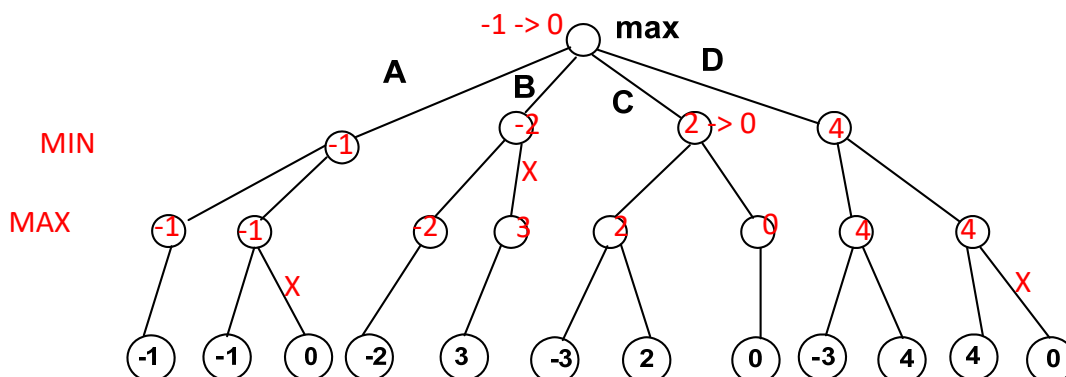 -1 -> 0 max
A B C D
MIN -1 -2 2 -> 0 4
X
MAX -1 -1 -2 3 2 0 4 4
X X
-1 -1 0 -2 3 -3 2 0 -3 4 4 0